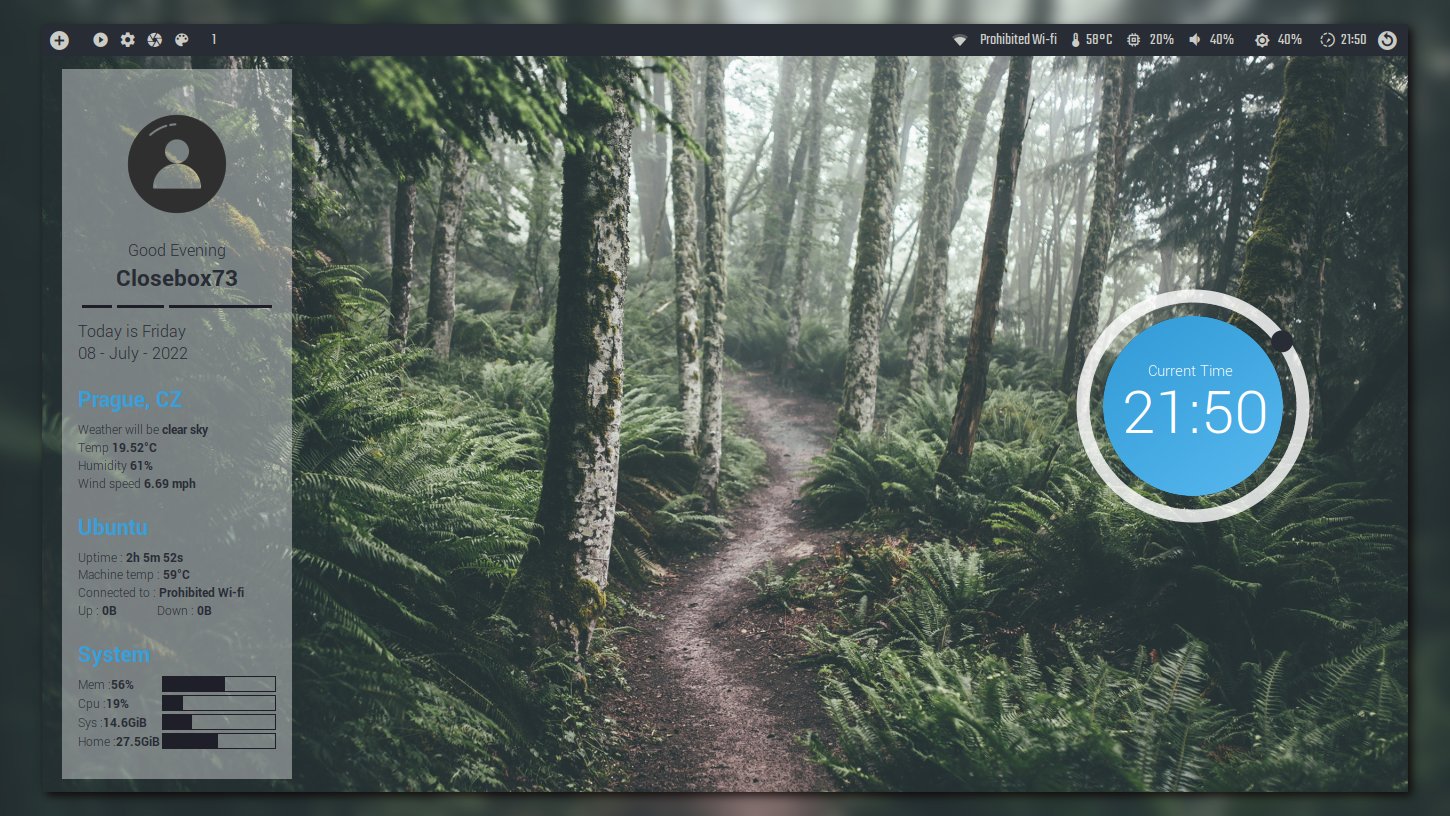 1
Prohibited Wi-fi 58°C 20% 40% 40% 21:50
Good Evening
Closebox73
Today is Friday
08 - July - 2022
Prague, CZ
Weather will be clear sky
Temp 19.52°C
Humidity 61%
Wind speed 6.69 mph
Ubuntu
Uptime : 2h 5m 52s
Machine temp : 59°C
Connected to : Prohibited Wi-fi
Up : 0B Down : 0B
System
Mem :56%
Cpu :19%
Sys :14.6GiB
Home :27.5GiB
Current Time
21:50